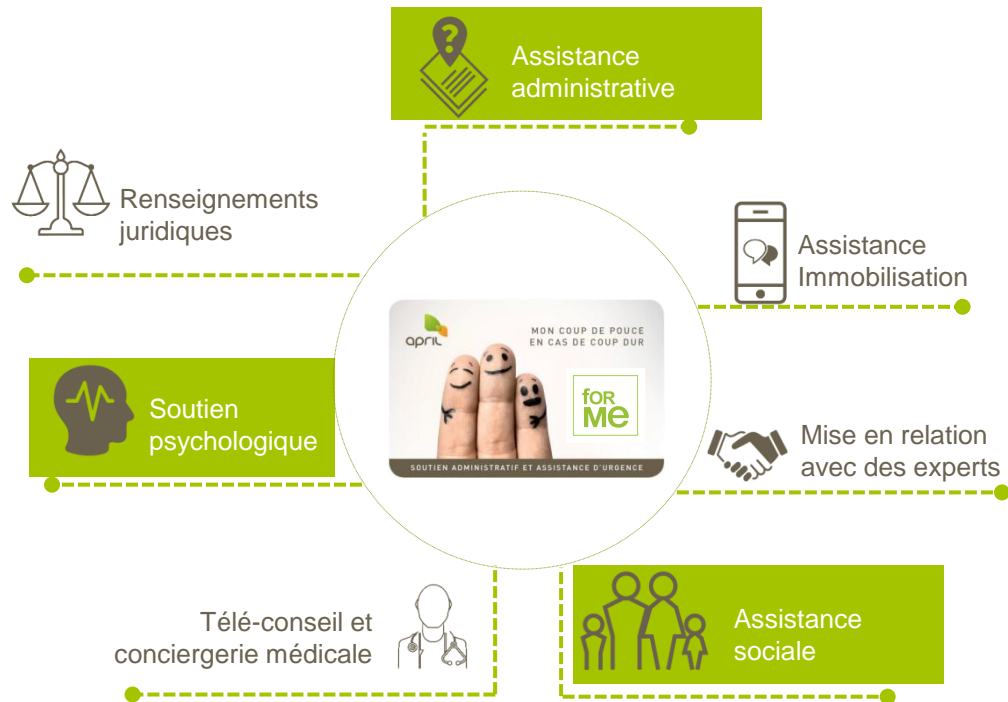 ?
Assistance
administrative
Renseignements
juridiques
Assistance
Immobilisation
april
MON COUP DE POUCE
EN CAS DE COUP DUR
foR
Me
SOUTIEN ADMINISTRATIF ET ASSISTANCE D'URGENCE
Soutien
psychologique
Mise en relation
avec des experts
Télé-conseil et
conciergerie médicale
Assistance
sociale